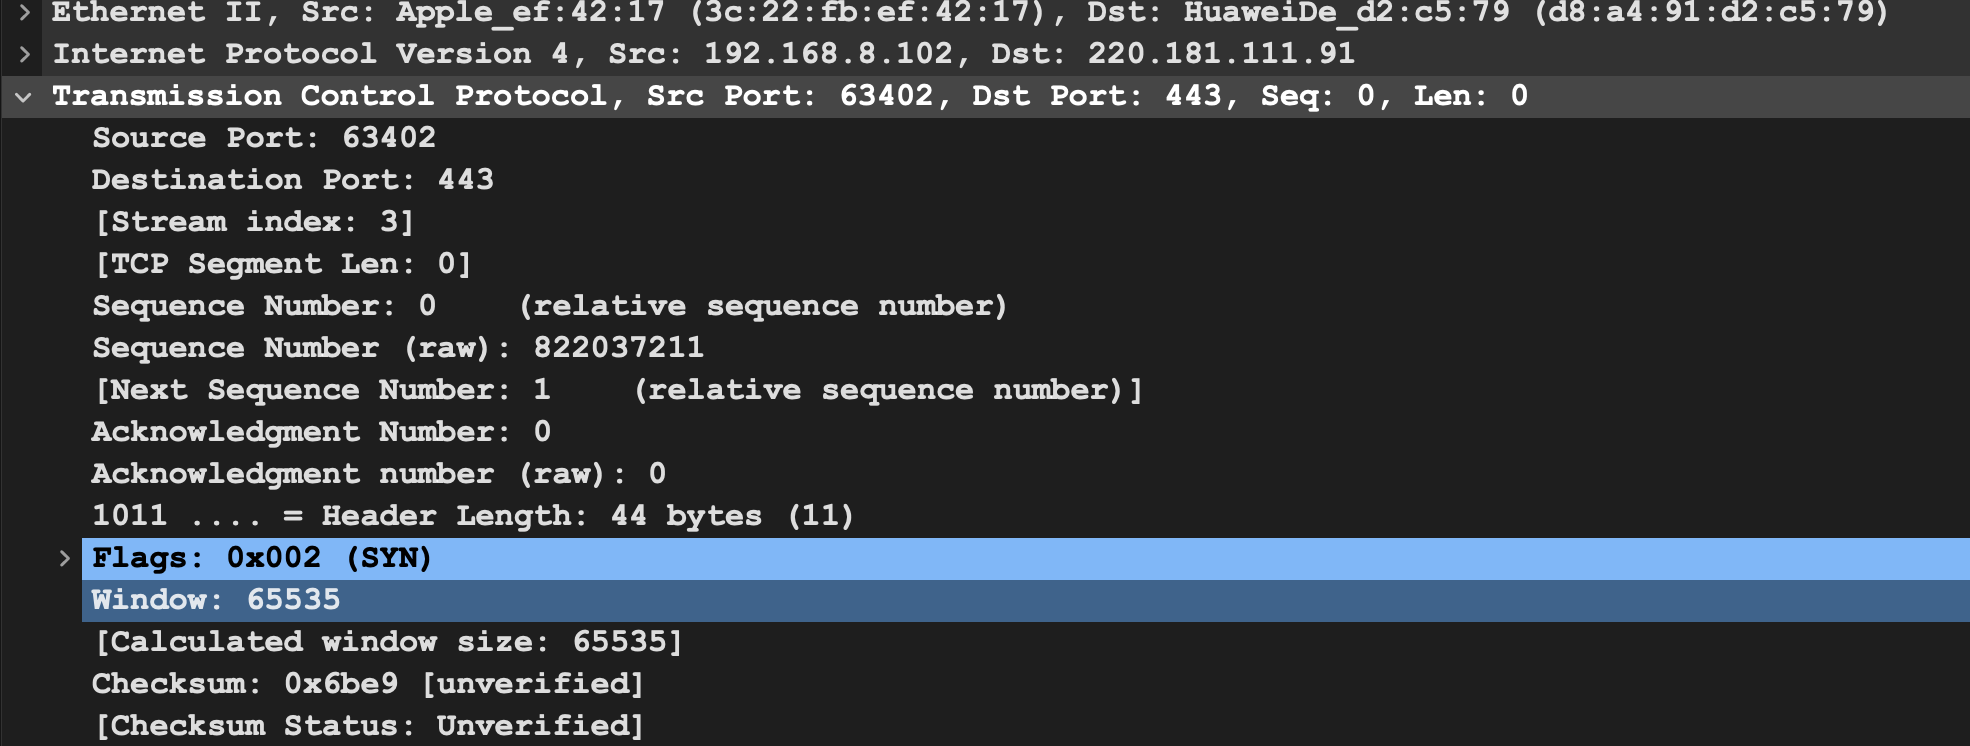 Ethernet II, Src: Apple_ef:42:17 (3c:22:fb:ef:42:17), Dst: HuaweiDe_d2:c5:79 (d8:a4:91:d2:c5:79)
Internet Protocol Version 4, Src: 192.168.8.102, Dst: 220.181.111.91
Transmission Control Protocol, Src Port: 63402, Dst Port: 443, Seq: 0, Len: 0
Source Port: 63402
Destination Port: 443
[Stream index: 3]
[TCP Segment Len: 0]
Sequence Number: 0    (relative sequence number)
Sequence Number (raw): 822037211
[Next Sequence Number: 1    (relative sequence number)]
Acknowledgment Number: 0
Acknowledgment number (raw): 0
1011 .... = Header Length: 44 bytes (11)
Flags: 0x002 (SYN)
Window: 65535
[Calculated window size: 65535]
Checksum: 0x6be9 [unverified]
[Checksum Status: Unverified]